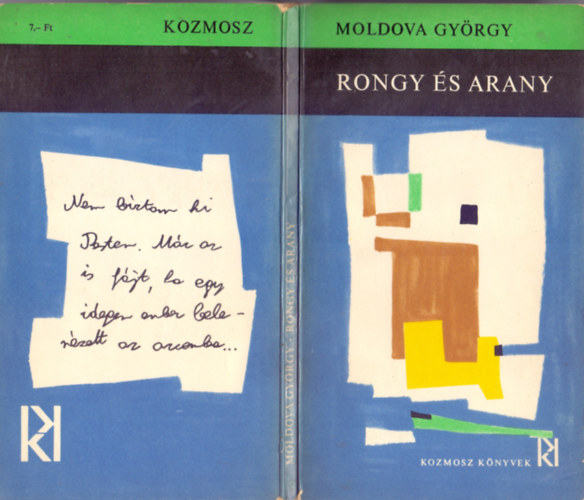 7,– Ft KOZMOSZ
Nem bírtam ki
Pesten. Már az
is fájt, ha egy
idegen ember bele-
nézett az arcomba...
MOLDOVA GYÖRGY · RONGY ÉS ARANY
MOLDOVA GYÖRGY
RONGY ÉS ARANY
KOZMOSZ KÖNYVEK